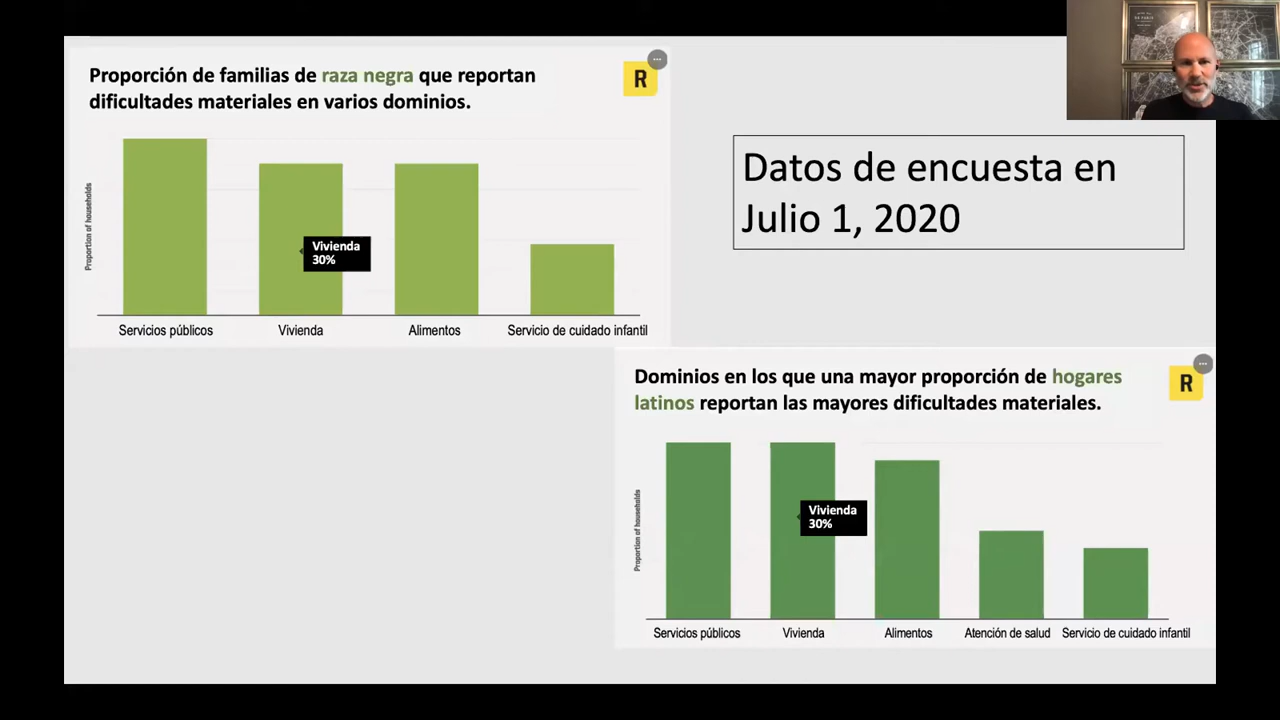 Proporción de familias de raza negra que reportan
dificultades materiales en varios dominios.
R
Proportion of households
Vivienda
30%
Servicios públicos
Vivienda
Alimentos
Servicio de cuidado infantil
Datos de encuesta en
Julio 1, 2020
Dominios en los que una mayor proporción de hogares
latinos reportan las mayores dificultades materiales.
R
Proportion of households
Vivienda
30%
Servicios públicos
Vivienda
Alimentos
Atención de salud
Servicio de cuidado infantil